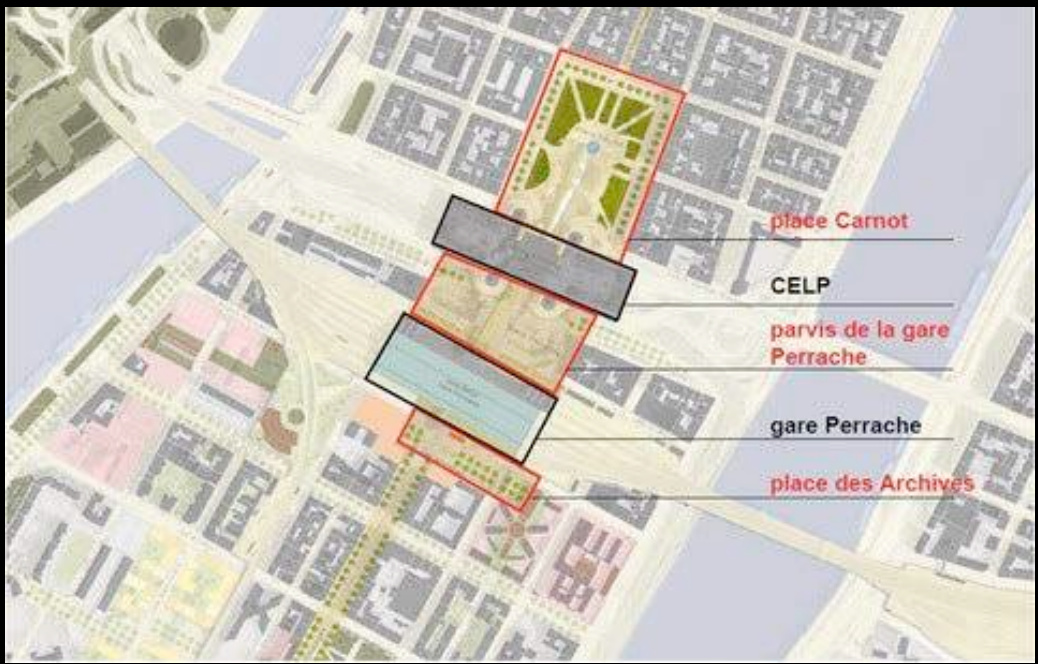 place Carnot
CELP
parvis de la gare
Perrache
gare Perrache
place des Archives